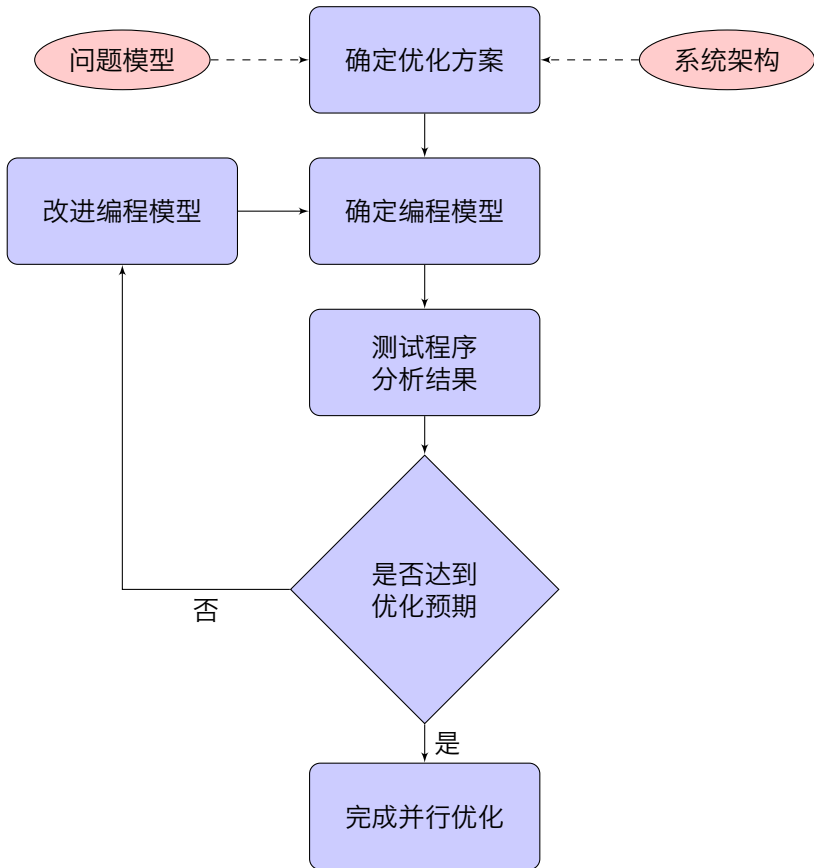 问题模型
确定优化方案
系统架构
改进编程模型
确定编程模型
测试程序
分析结果
是否达到
优化预期
否
是
完成并行优化